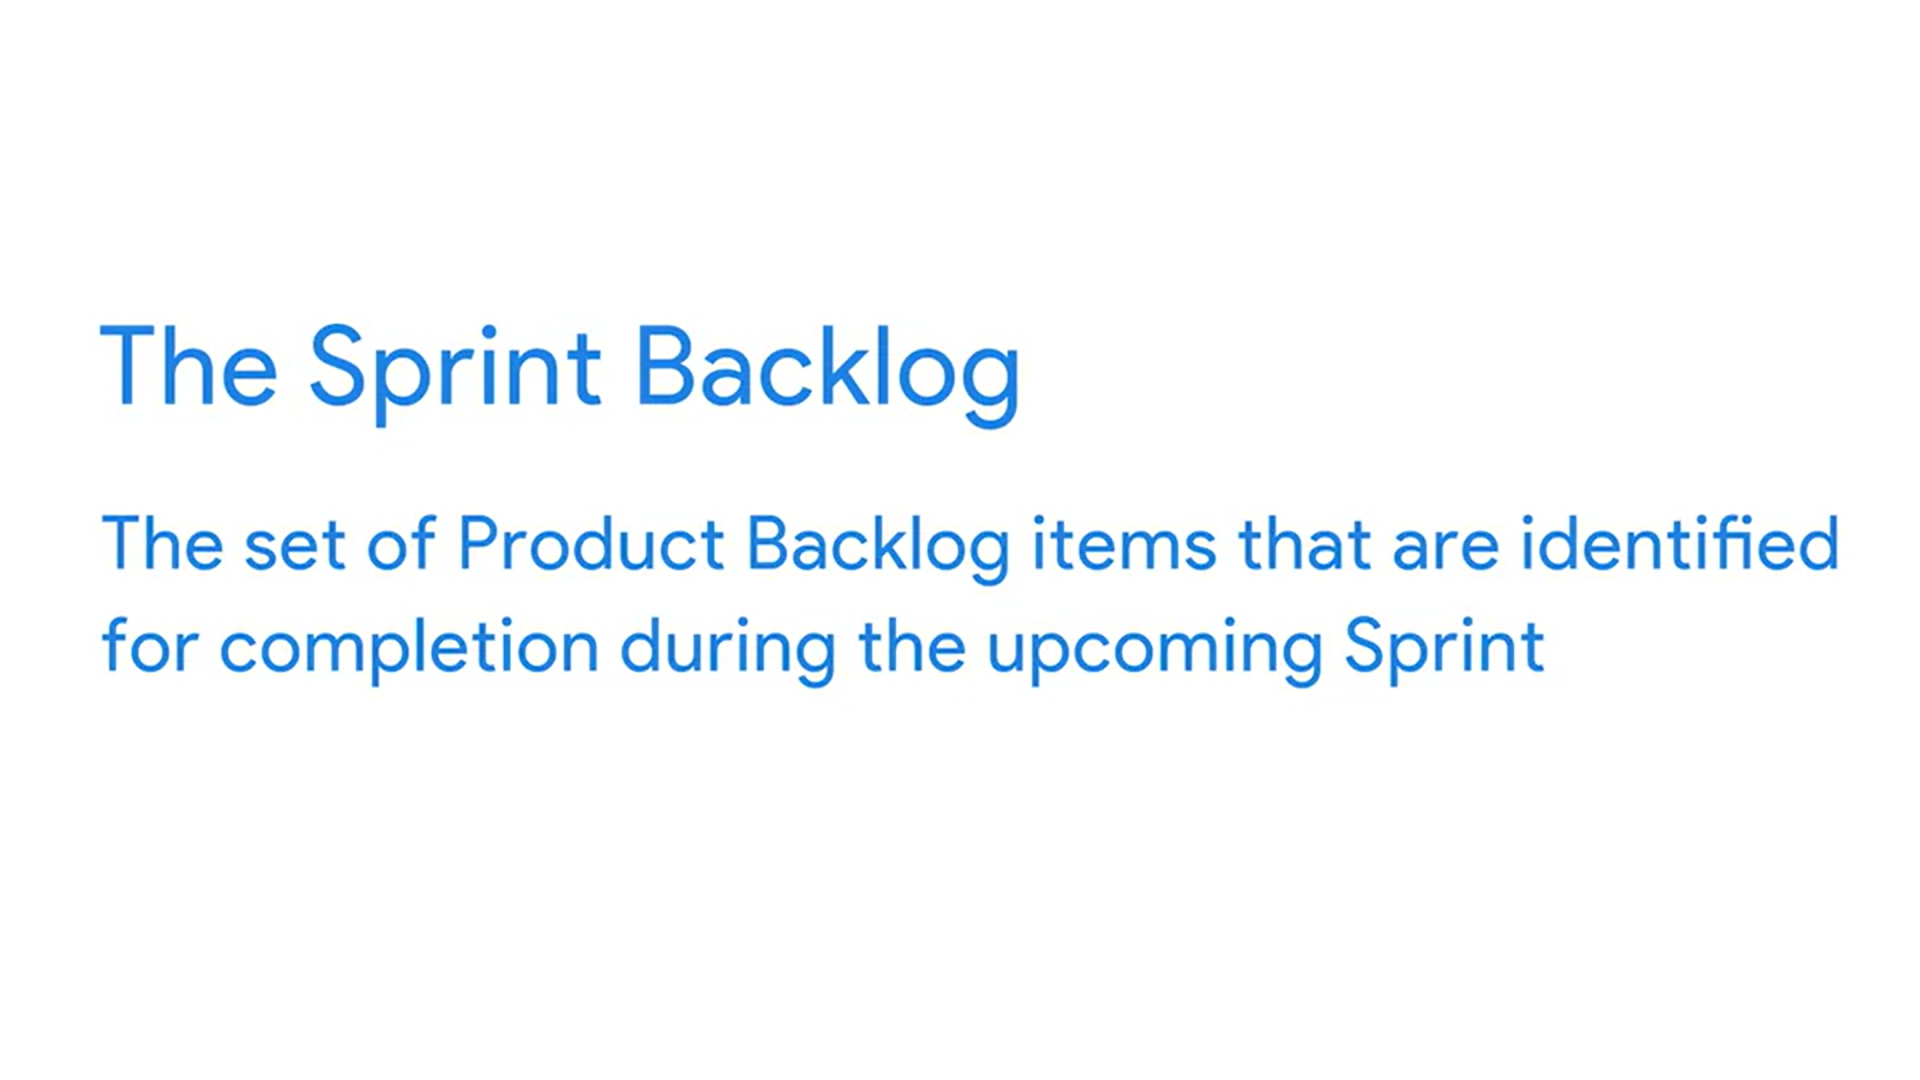 The Sprint Backlog
The set of Product Backlog items that are identified
for completion during the upcoming Sprint